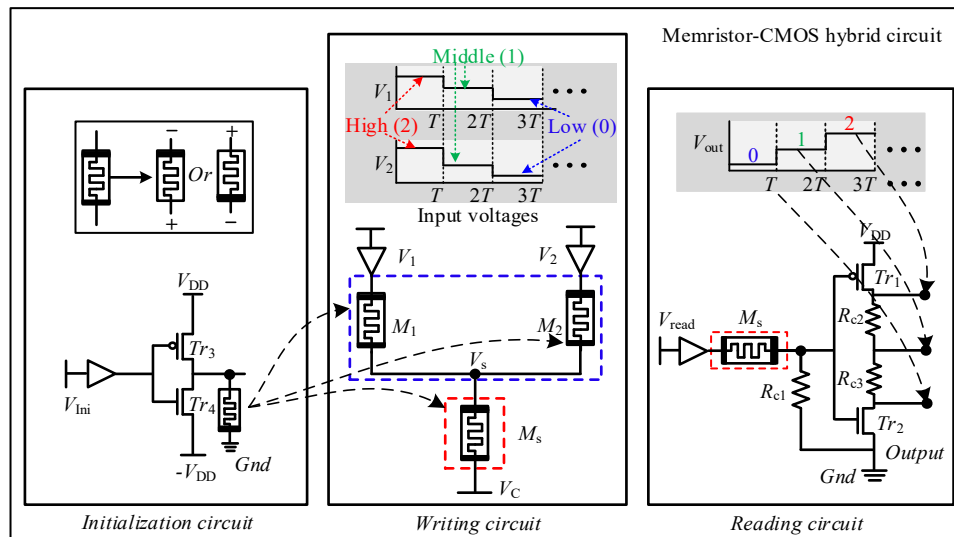 Memristor-CMOS hybrid circuit
− +
Or
+ −
VDD
Tr3
VIni
Tr4
Gnd
-VDD
Initialization circuit
Middle (1)
V1
T 2T 3T
High (2) Low (0)
V2
T 2T 3T
Input voltages
V1 V2
M1 M2
Vs
Ms
VC
Writing circuit
Vout 0 1 2
T 2T 3T
VDD
Tr1
Vread Ms
Rc2
Rc1 Rc3
Tr2
Output
Gnd
Reading circuit